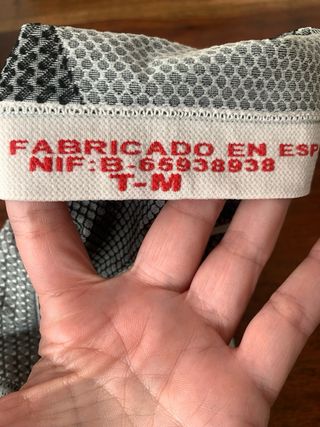 FABRICADO EN ESP
NIF:B-65938938
T-M